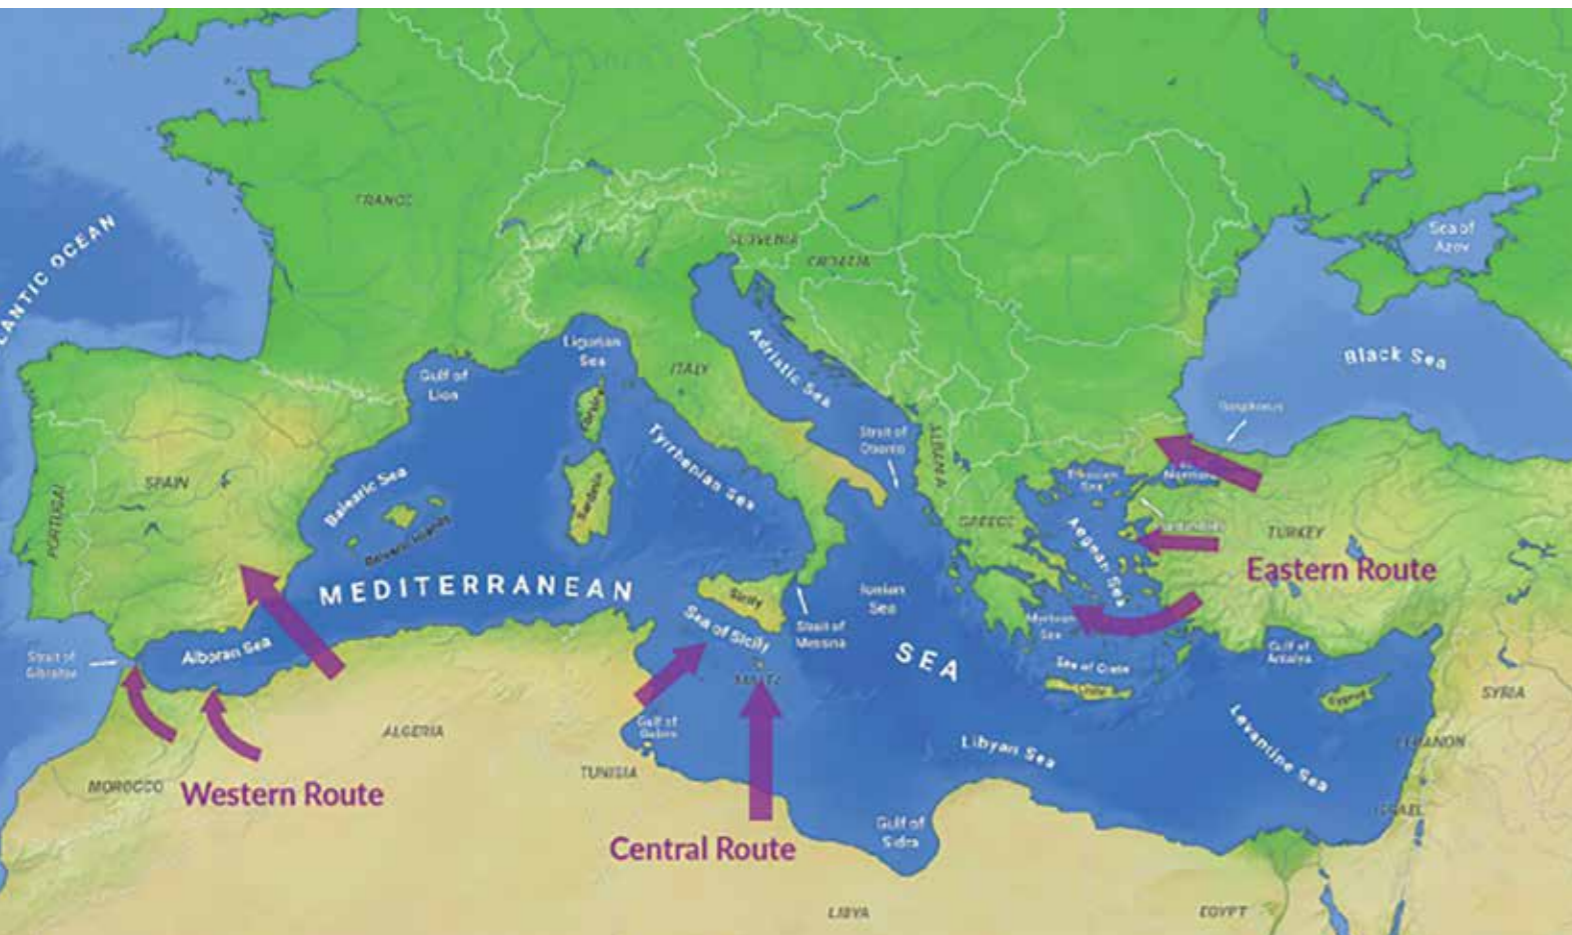 FRANCE
SLOVENIA
CROATIA
Sea of
Azov
Black Sea
Ligurian
Sea
ITALY
Adriatic Sea
Gulf of
Lion
Corsica
Bosphorus
Strait of
Otranto
ALBANIA
SPAIN
PORTUGAL
Balearic Sea
Balearic Islands
Sardinia
Tyrrhenian Sea
GREECE
Aegean Sea
TURKEY
Eastern Route
MEDITERRANEAN
SEA
Sicily
Ionian
Sea
Sea of Sicily
Strait of
Messina
Myrtoan
Sea
Strait of
Gibraltar
Alboran Sea
Sea of Crete
Gulf of
Antalya
Cyprus
SYRIA
MALTA
Gulf of
Gabes
ALGERIA
TUNISIA
Libyan Sea
Levantine Sea
LEBANON
MOROCCO
Western Route
Central Route
Gulf of
Sidra
ISRAEL
LIBYA
EGYPT